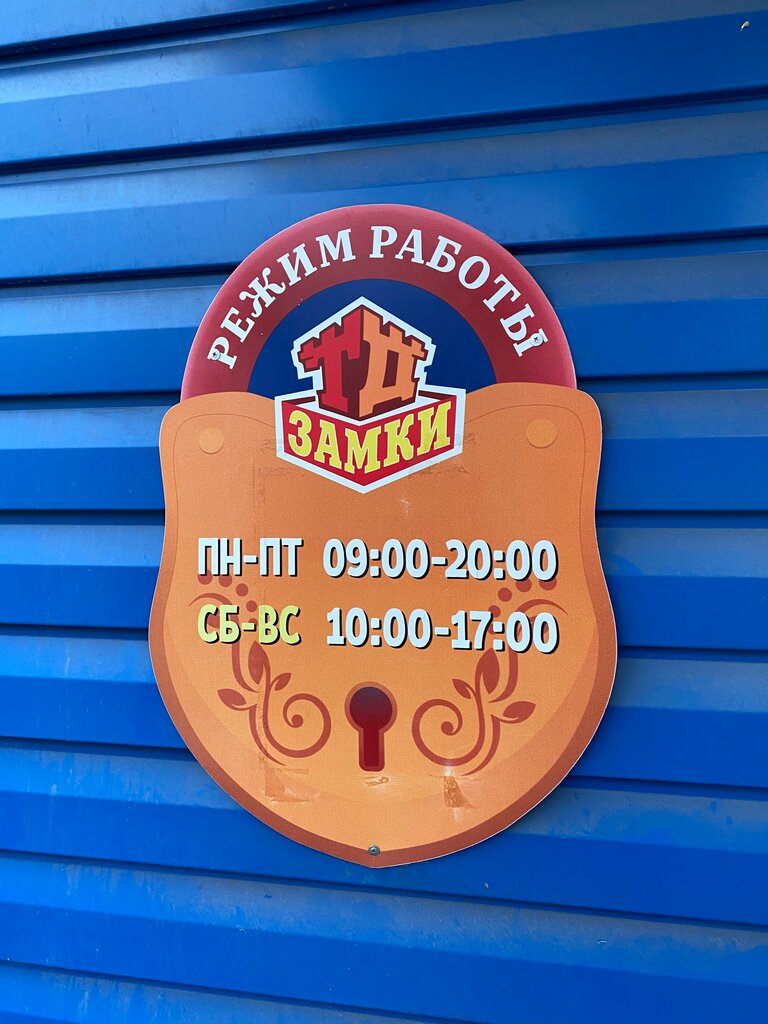 РЕЖИМ РАБОТЫ
ТД
ЗАМКИ
ПН-ПТ 09:00-20:00
СБ-ВС 10:00-17:00